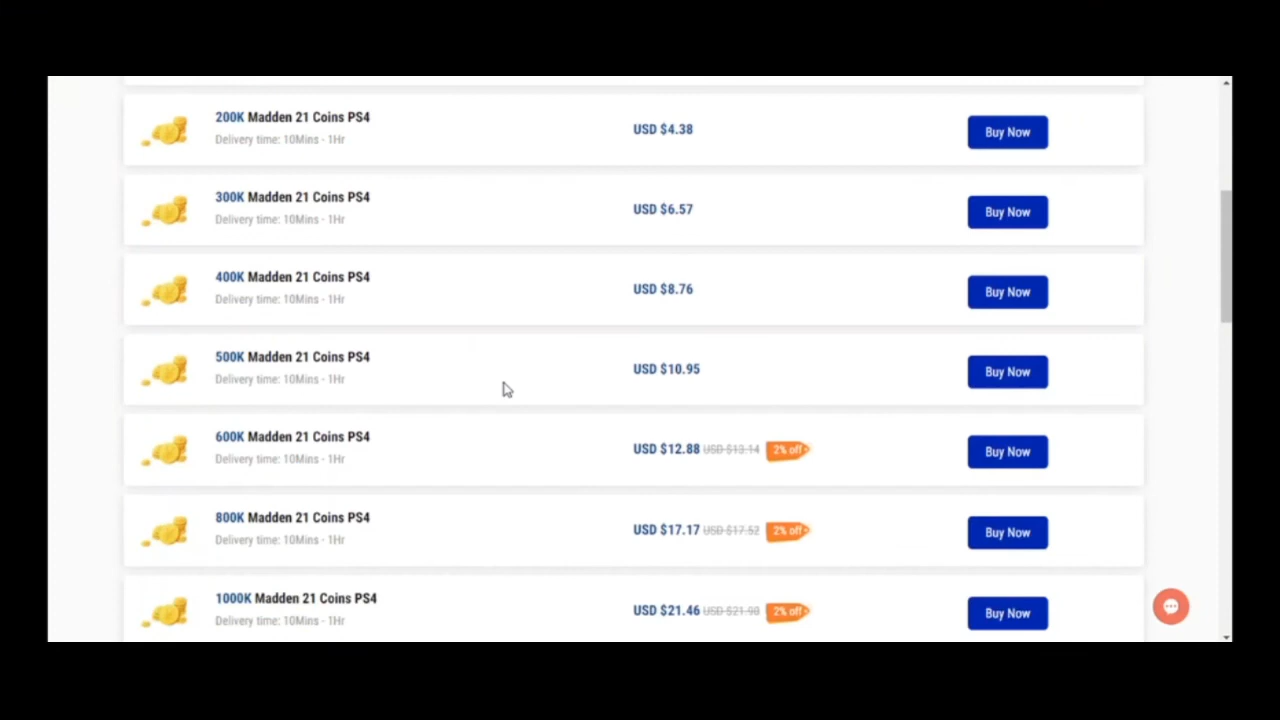 200K Madden 21 Coins PS4
Delivery time: 10Mins - 1Hr
USD $4.38
Buy Now
300K Madden 21 Coins PS4
Delivery time: 10Mins - 1Hr
USD $6.57
Buy Now
400K Madden 21 Coins PS4
Delivery time: 10Mins - 1Hr
USD $8.76
Buy Now
500K Madden 21 Coins PS4
Delivery time: 10Mins - 1Hr
USD $10.95
Buy Now
600K Madden 21 Coins PS4
Delivery time: 10Mins - 1Hr
USD $12.88 USD $13.14 2% off
Buy Now
800K Madden 21 Coins PS4
Delivery time: 10Mins - 1Hr
USD $17.17 USD $17.52 2% off
Buy Now
1000K Madden 21 Coins PS4
Delivery time: 10Mins - 1Hr
USD $21.46 USD $21.90 2% off
Buy Now